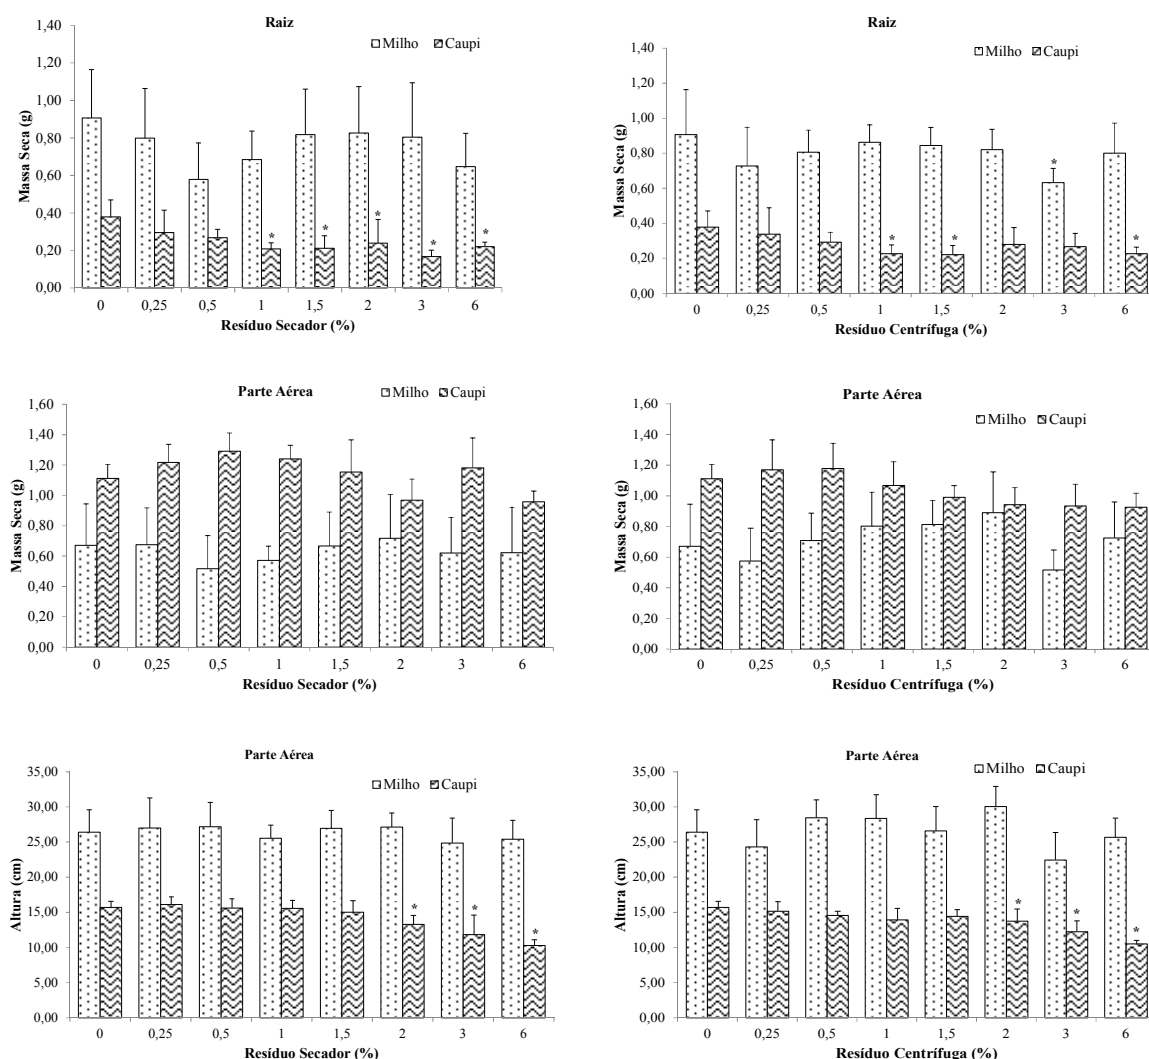 Raiz
Milho Caupi
Massa Seca (g)
1,40
1,20
1,00
0,80
0,60
0,40
0,20
0,00
* * * * *
0 0,25 0,5 1 1,5 2 3 6
Resíduo Secador (%)
Raiz
Milho Caupi
Massa Seca (g)
1,40
1,20
1,00
0,80
0,60
0,40
0,20
0,00
* * * *
0 0,25 0,5 1 1,5 2 3 6
Resíduo Centrífuga (%)
Parte Aérea
Milho Caupi
Massa Seca (g)
1,60
1,40
1,20
1,00
0,80
0,60
0,40
0,20
0,00
0 0,25 0,5 1 1,5 2 3 6
Resíduo Secador (%)
Parte Aérea
Milho Caupi
Massa Seca (g)
1,60
1,40
1,20
1,00
0,80
0,60
0,40
0,20
0,00
0 0,25 0,5 1 1,5 2 3 6
Resíduo Centrífuga (%)
Parte Aérea
Milho Caupi
Altura (cm)
35,00
30,00
25,00
20,00
15,00
10,00
5,00
0,00
* * *
0 0,25 0,5 1 1,5 2 3 6
Resíduo Secador (%)
Parte Aérea
Milho Caupi
Altura (cm)
35,00
30,00
25,00
20,00
15,00
10,00
5,00
0,00
* * *
0 0,25 0,5 1 1,5 2 3 6
Resíduo Centrífuga (%)